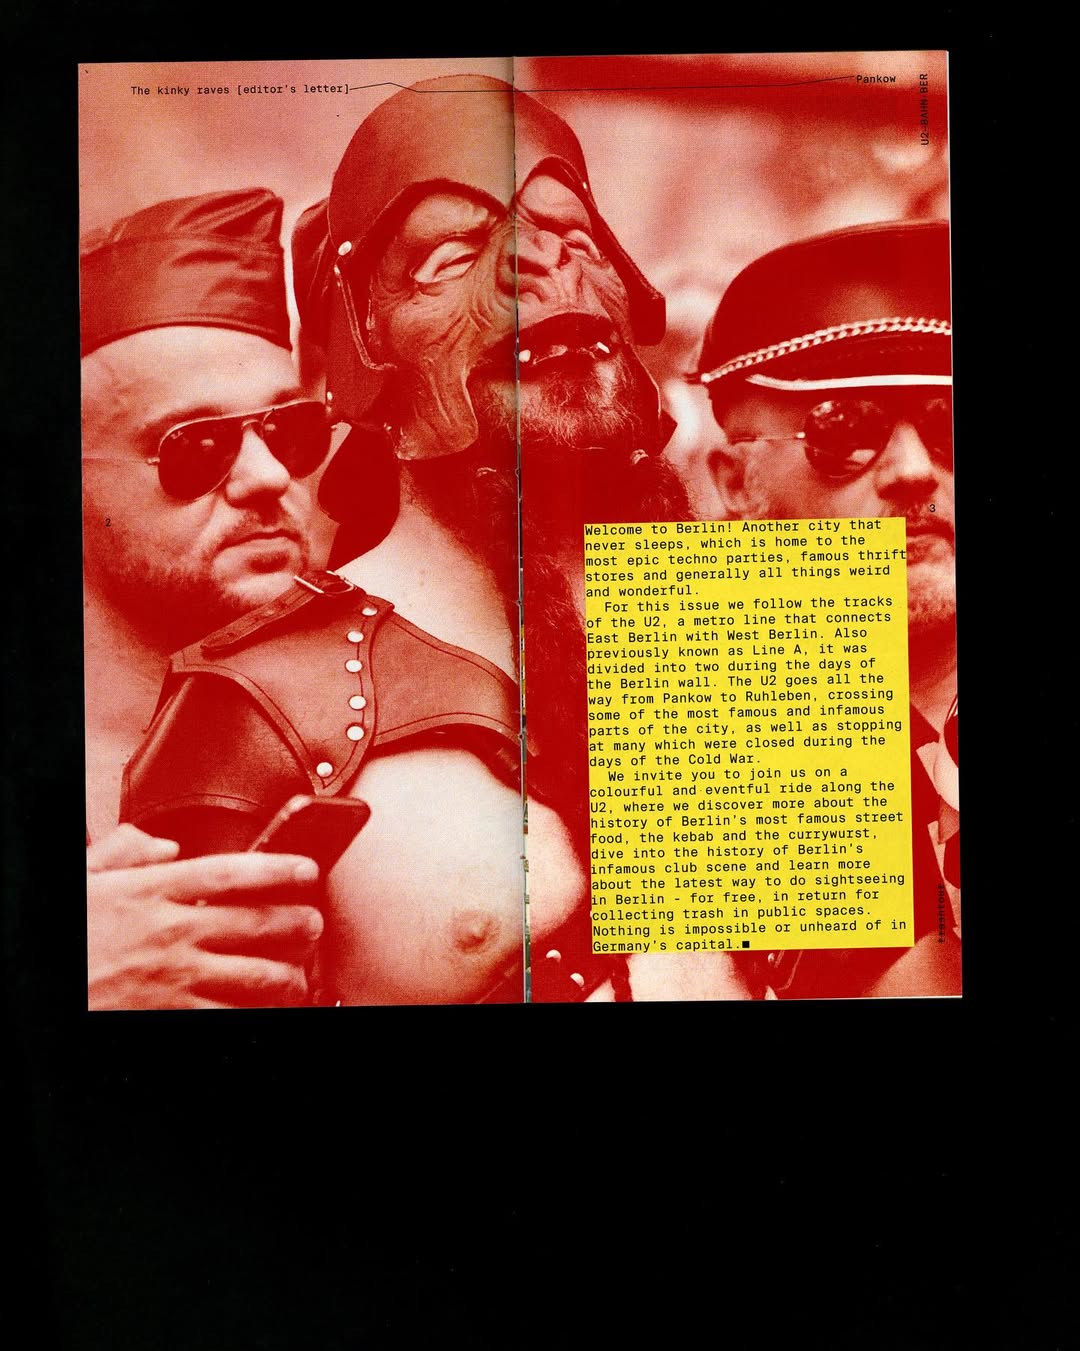 The kinky raves [editor's letter]
Pankow
U2-BAHN-BER
2
3
Welcome to Berlin! Another city that
never sleeps, which is home to the
most epic techno parties, famous thrift
stores and generally all things weird
and wonderful.
For this issue we follow the tracks
of the U2, a metro line that connects
East Berlin with West Berlin. Also
previously known as Line A, it was
divided into two during the days of
the Berlin wall. The U2 goes all the
way from Pankow to Ruhleben, crossing
some of the most famous and infamous
parts of the city, as well as stopping
at many which were closed during the
days of the Cold War.
We invite you to join us on a
colourful and eventful ride along the
U2, where we discover more about the
history of Berlin's most famous street
food, the kebab and the currywurst,
dive into the history of Berlin's
infamous club scene and learn more
about the latest way to do sightseeing
in Berlin - for free, in return for
collecting trash in public spaces.
Nothing is impossible or unheard of in
Germany's capital.■